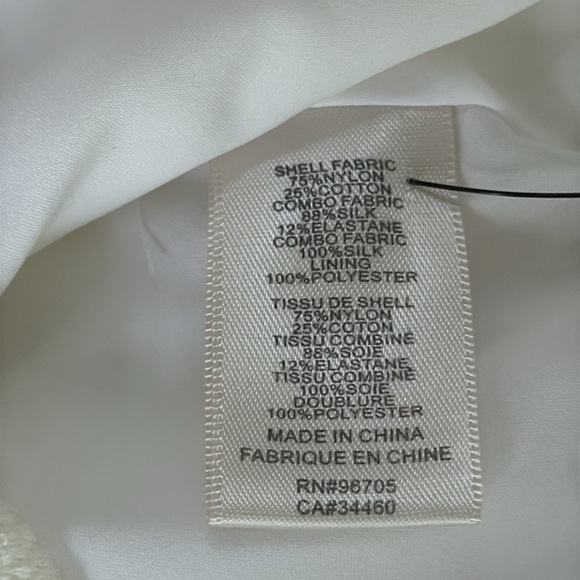 SHELL FABRIC
75%NYLON
25%COTTON
COMBO FABRIC
88%SILK
12%ELASTANE
COMBO FABRIC
100%SILK
LINING
100%POLYESTER
TISSU DE SHELL
75%NYLON
25%COTON
TISSU COMBINÉ
88%SOIE
12%ELASTANE
TISSU COMBINÉ
100%SOIE
DOUBLURE
100%POLYESTER
MADE IN CHINA
FABRIQUE EN CHINE
RN#96705
CA#34460